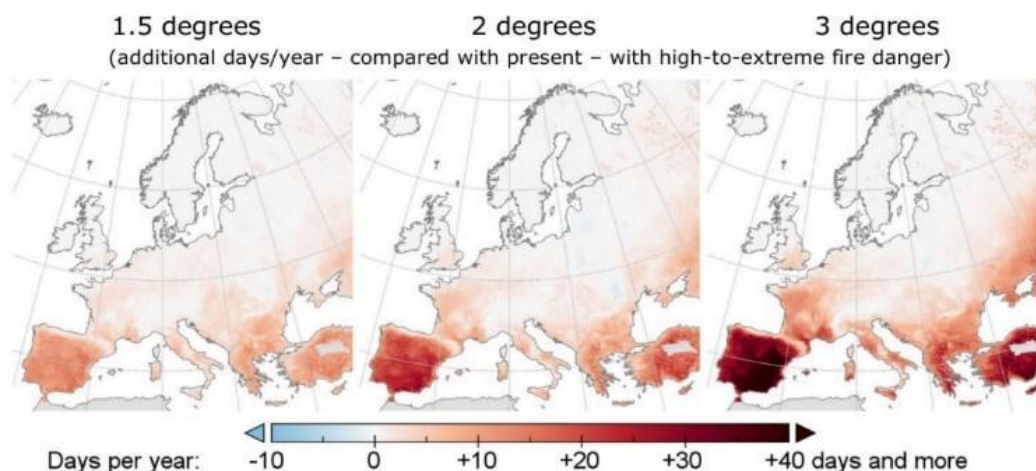 1.5 degrees 2 degrees 3 degrees
(additional days/year – compared with present – with high-to-extreme fire danger)
Days per year: -10 0 +10 +20 +30 +40 days and more